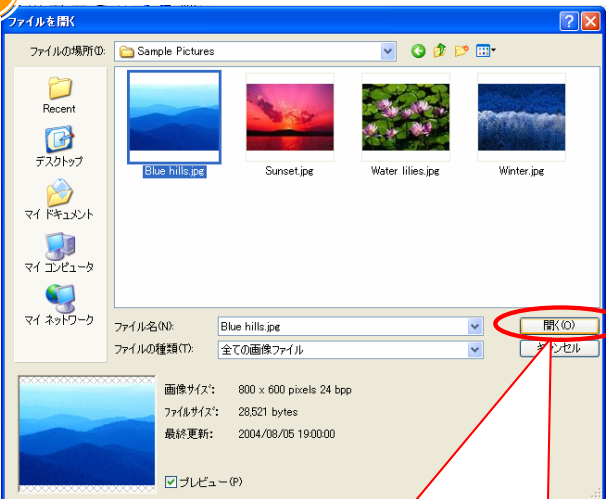 ファイルを開く
ファイルの場所(I):
Sample Pictures
Recent
デスクトップ
マイ ドキュメント
マイ コンピュータ
マイ ネットワーク
Blue hills.jpg
Sunset.jpg
Water lilies.jpg
Winter.jpg
ファイル名(N):
Blue hills.jpg
開く(O)
ファイルの種類(T):
全ての画像ファイル
キャンセル
画像サイズ:
800 x 600 pixels 24 bpp
ファイルサイズ:
28,521 bytes
最終更新:
2004/08/05 19:00:00
プレビュー(P)